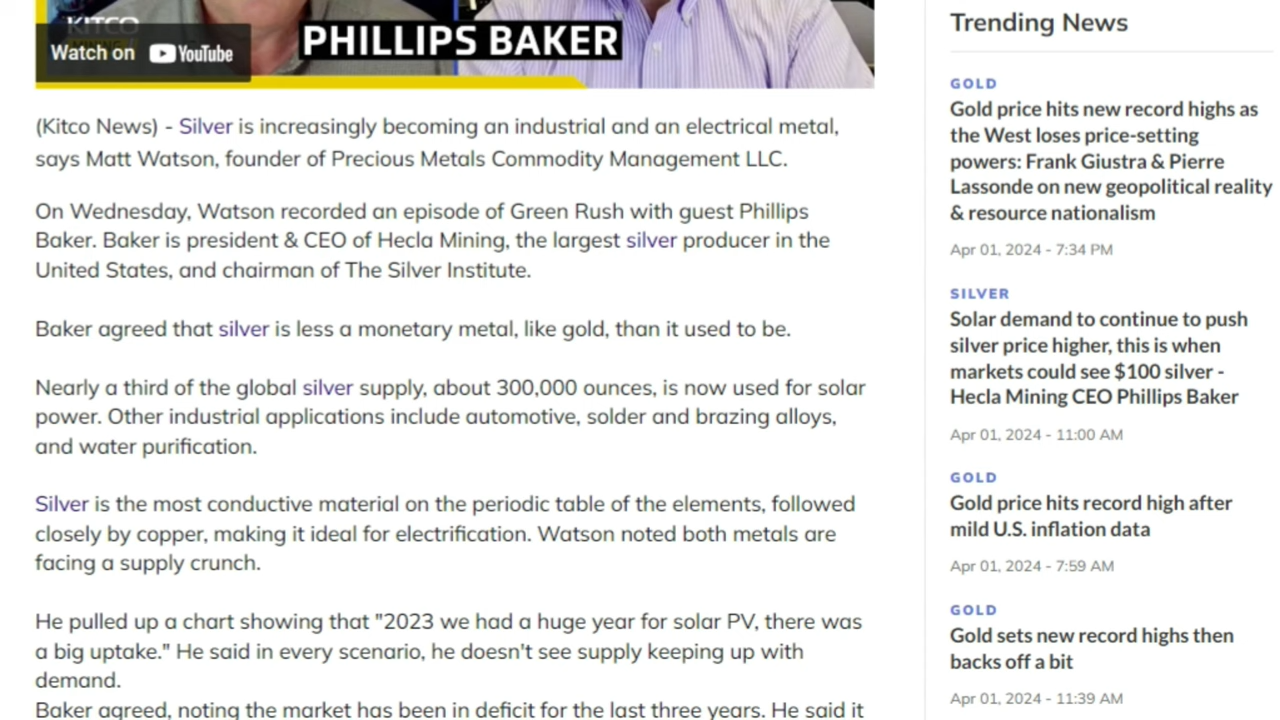 KITCO
Watch on YouTube
PHILLIPS BAKER
(Kitco News) - Silver is increasingly becoming an industrial and an electrical metal,
says Matt Watson, founder of Precious Metals Commodity Management LLC.
On Wednesday, Watson recorded an episode of Green Rush with guest Phillips
Baker. Baker is president & CEO of Hecla Mining, the largest silver producer in the
United States, and chairman of The Silver Institute.
Baker agreed that silver is less a monetary metal, like gold, than it used to be.
Nearly a third of the global silver supply, about 300,000 ounces, is now used for solar
power. Other industrial applications include automotive, solder and brazing alloys,
and water purification.
Silver is the most conductive material on the periodic table of the elements, followed
closely by copper, making it ideal for electrification. Watson noted both metals are
facing a supply crunch.
He pulled up a chart showing that "2023 we had a huge year for solar PV, there was
a big uptake." He said in every scenario, he doesn't see supply keeping up with
demand.
Baker agreed, noting the market has been in deficit for the last three years. He said it
Trending News
GOLD
Gold price hits new record highs as
the West loses price-setting
powers: Frank Giustra & Pierre
Lassonde on new geopolitical reality
& resource nationalism
Apr 01, 2024 - 7:34 PM
SILVER
Solar demand to continue to push
silver price higher, this is when
markets could see $100 silver -
Hecla Mining CEO Phillips Baker
Apr 01, 2024 - 11:00 AM
GOLD
Gold price hits record high after
mild U.S. inflation data
Apr 01, 2024 - 7:59 AM
GOLD
Gold sets new record highs then
backs off a bit
Apr 01, 2024 - 11:39 AM